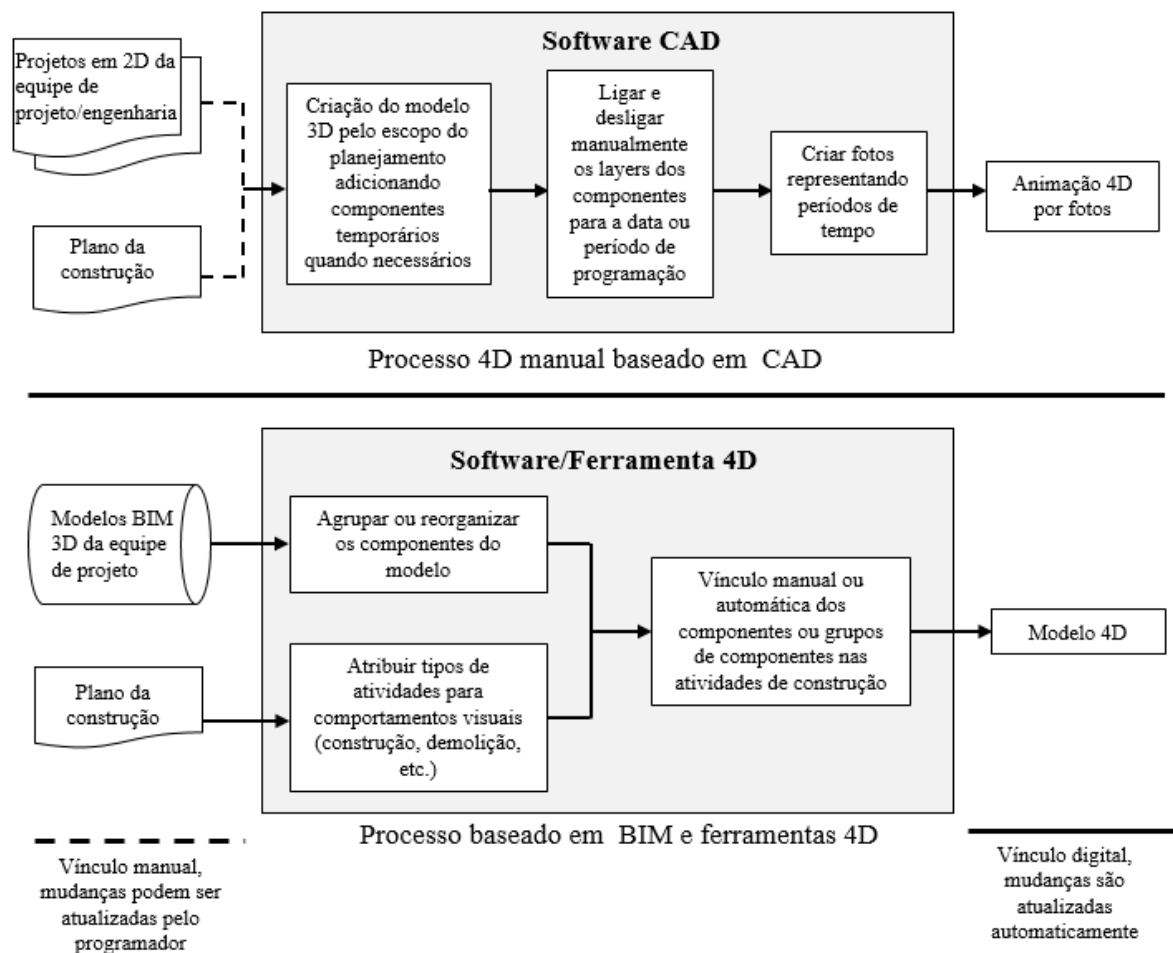 Software CAD
Projetos em 2D da
equipe de
projeto/engenharia
Plano da
construção
Criação do modelo
3D pelo escopo do
planejamento
adicionando
componentes
temporários
quando necessários
Ligar e
desligar
manualmente
os layers dos
componentes
para a data ou
período de
programação
Criar fotos
representando
períodos de
tempo
Animação 4D
por fotos
Processo 4D manual baseado em CAD
Software/Ferramenta 4D
Modelos BIM
3D da equipe
de projeto
Plano da
construção
Agrupar ou reorganizar
os componentes do
modelo
Atribuir tipos de
atividades para
comportamentos visuais
(construção, demolição,
etc.)
Vínculo manual ou
automática dos
componentes ou grupos
de componentes nas
atividades de construção
Modelo 4D
Processo baseado em BIM e ferramentas 4D
Vínculo manual,
mudanças podem ser
atualizadas pelo
programador
Vínculo digital,
mudanças são
atualizadas
automaticamente